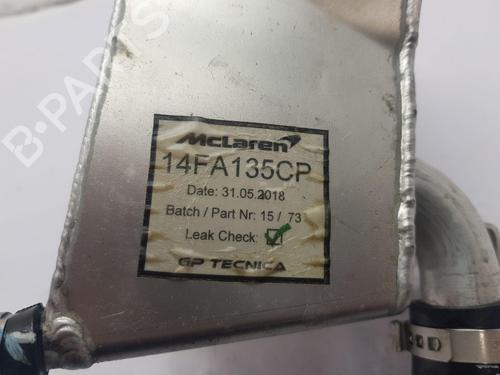 McLaren
14FA135CP
Date: 31.05.2018
Batch / Part Nr: 15 / 73
Leak Check:
GP TECNICA
B-PARTS